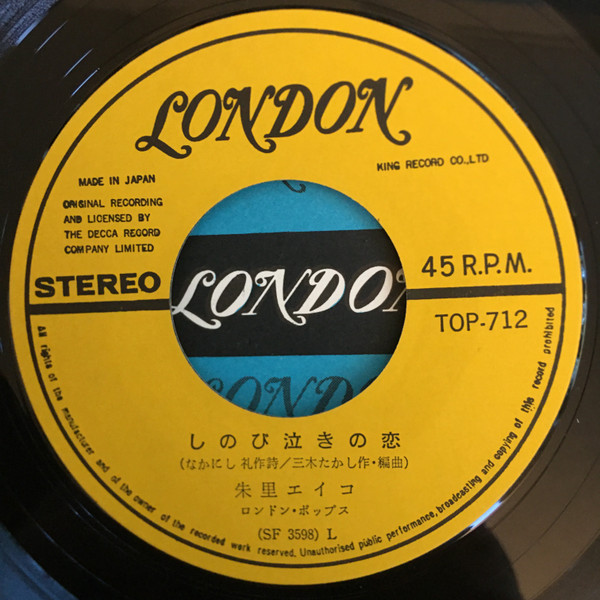 LONDON
KING RECORD CO.,LTD
MADE IN JAPAN
ORIGINAL RECORDING
AND LICENSED BY
THE DECCA RECORD
COMPANY LIMITED
STEREO
LONDON
45 R.P.M.
TOP-712
LONDON
しのび泣きの恋
(なかにし 礼作詩/三木たかし作・編曲)
朱里エイコ
ロンドン・ポップス
(SF 3598) L
All rights of the manufacturer and of the owner of the recorded work reserved. Unauthorised public performance, broadcasting and copying of this record prohibited